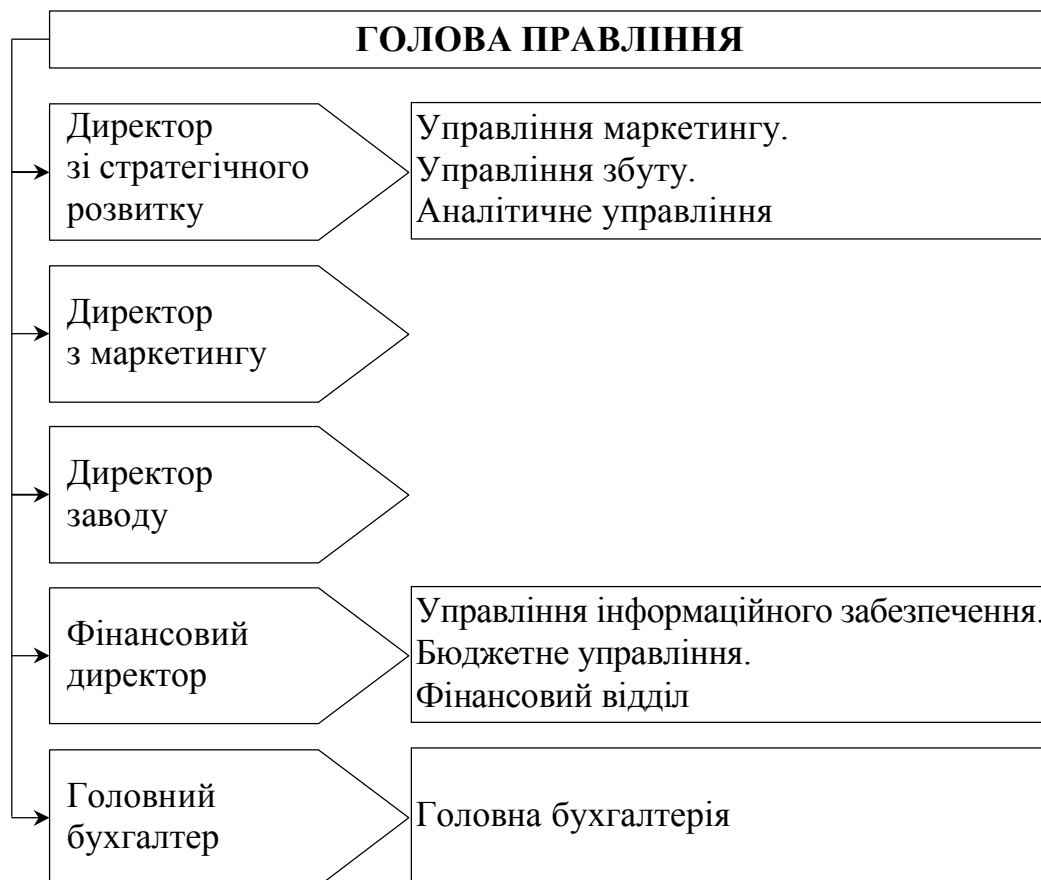 ГОЛОВА ПРАВЛІННЯ
Директор
зі стратегічного
розвитку
Управління маркетингу.
Управління збуту.
Аналітичне управління
Директор
з маркетингу
Директор
заводу
Фінансовий
директор
Управління інформаційного забезпечення.
Бюджетне управління.
Фінансовий відділ
Головний
бухгалтер
Головна бухгалтерія